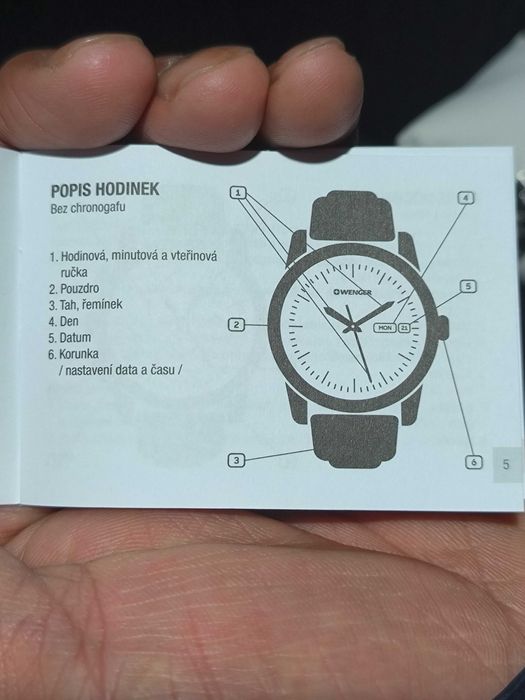 POPIS HODINEK
Bez chronogafu
1. Hodinová, minutová a vteřinová
ručka
2. Pouzdro
3. Tah, řemínek
4. Den
5. Datum
6. Korunka
/ nastavení data a času /
1
4
WENGER
5
2
MON 21
3
6
5